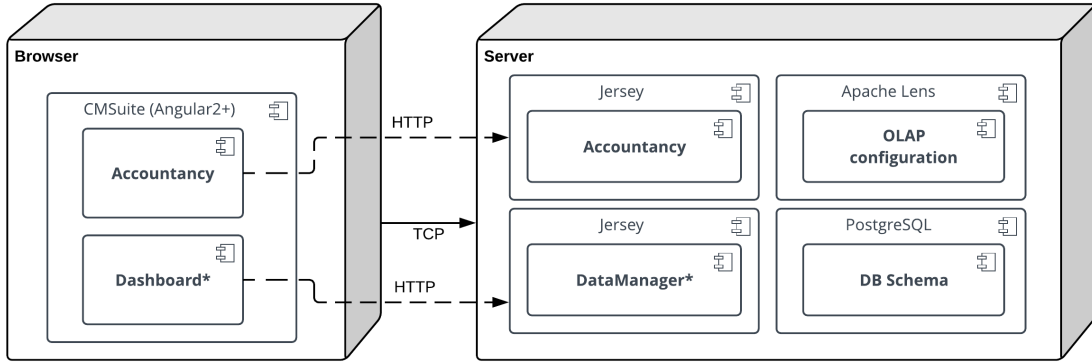 Browser
CMSuite (Angular2+)
Accountancy
Dashboard*
HTTP
TCP
HTTP
Server
Jersey
Accountancy
Apache Lens
OLAP
configuration
Jersey
DataManager*
PostgreSQL
DB Schema